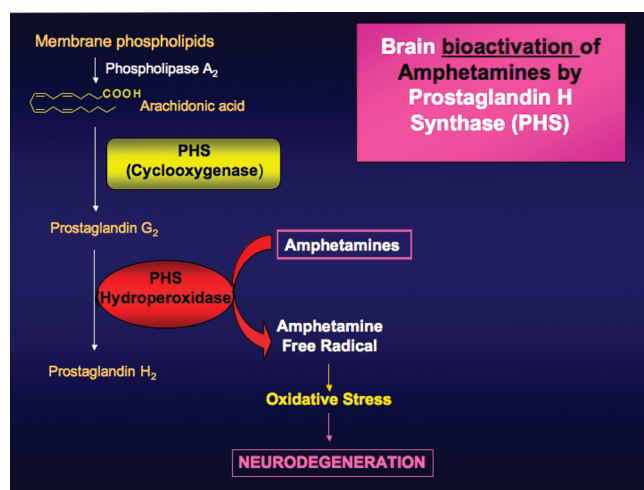 Membrane phospholipids
Phospholipase A₂
COOH
Arachidonic acid
PHS
(Cyclooxygenase)
Prostaglandin G₂
PHS
(Hydroperoxidase)
Prostaglandin H₂
Brain bioactivation of
Amphetamines by
Prostaglandin H
Synthase (PHS)
Amphetamines
Amphetamine
Free Radical
Oxidative Stress
NEURODEGENERATION